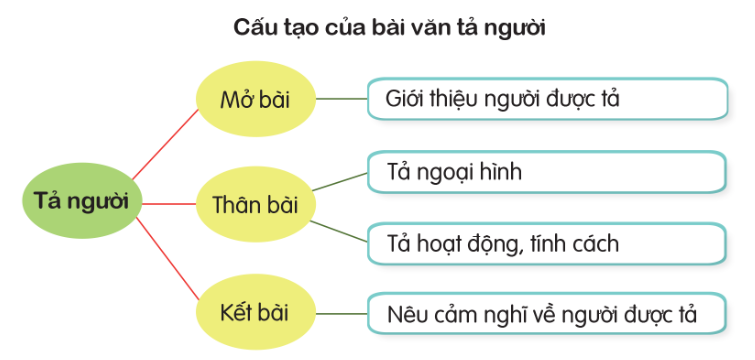 Cấu tạo của bài văn tả người
Mở bài
Giới thiệu người được tả
Tả người
Thân bài
Tả ngoại hình
Tả hoạt động, tính cách
Kết bài
Nêu cảm nghĩ về người được tả